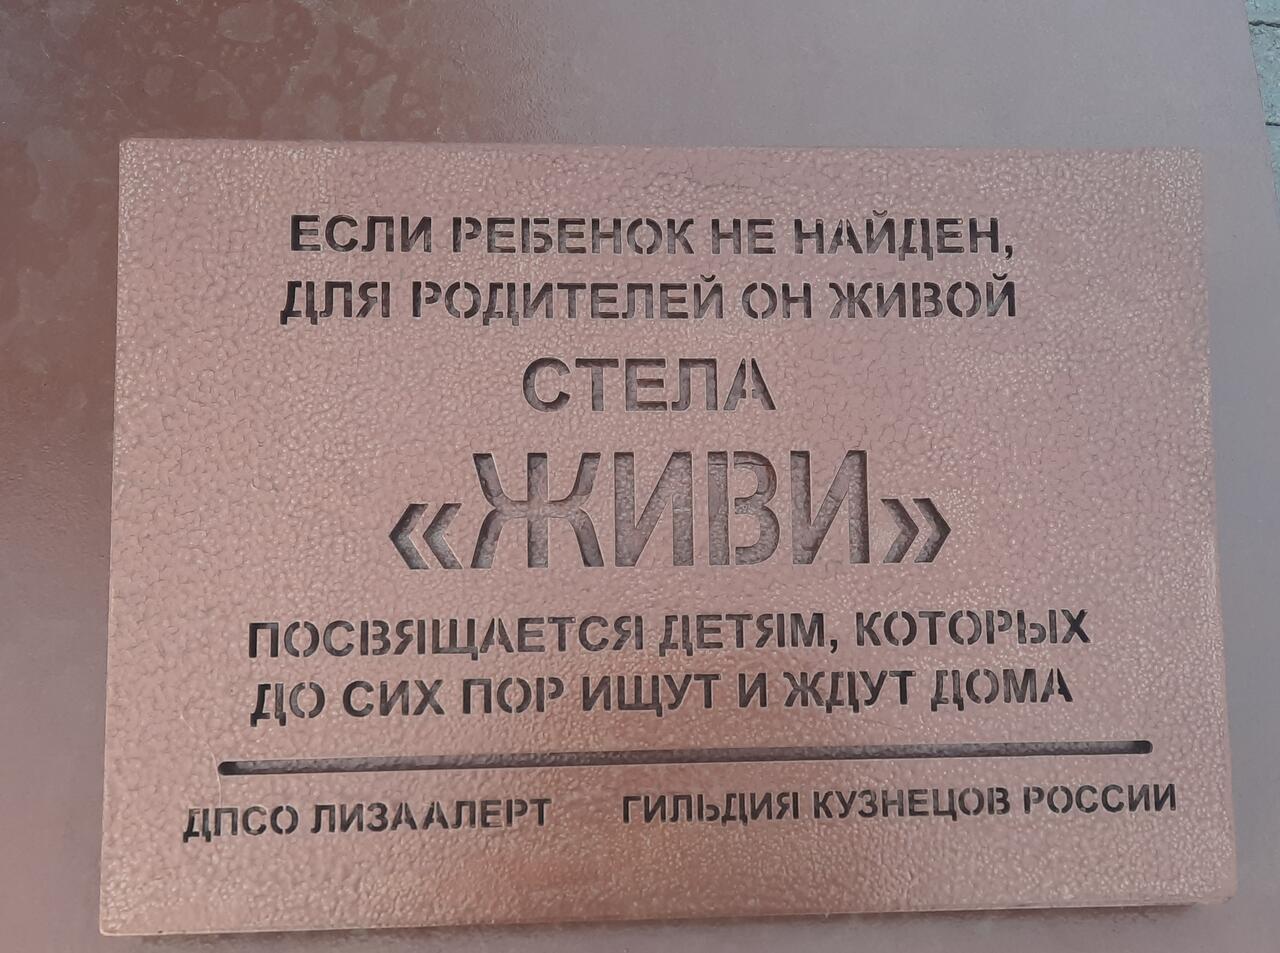 ЕСЛИ РЕБЕНОК НЕ НАЙДЕН,
ДЛЯ РОДИТЕЛЕЙ ОН ЖИВОЙ
СТЕЛА
«ЖИВИ»
ПОСВЯЩАЕТСЯ ДЕТЯМ, КОТОРЫХ
ДО СИХ ПОР ИЩУТ И ЖДУТ ДОМА
ДПСО ЛИЗААЛЕРТ ГИЛЬДИЯ КУЗНЕЦОВ РОССИИ